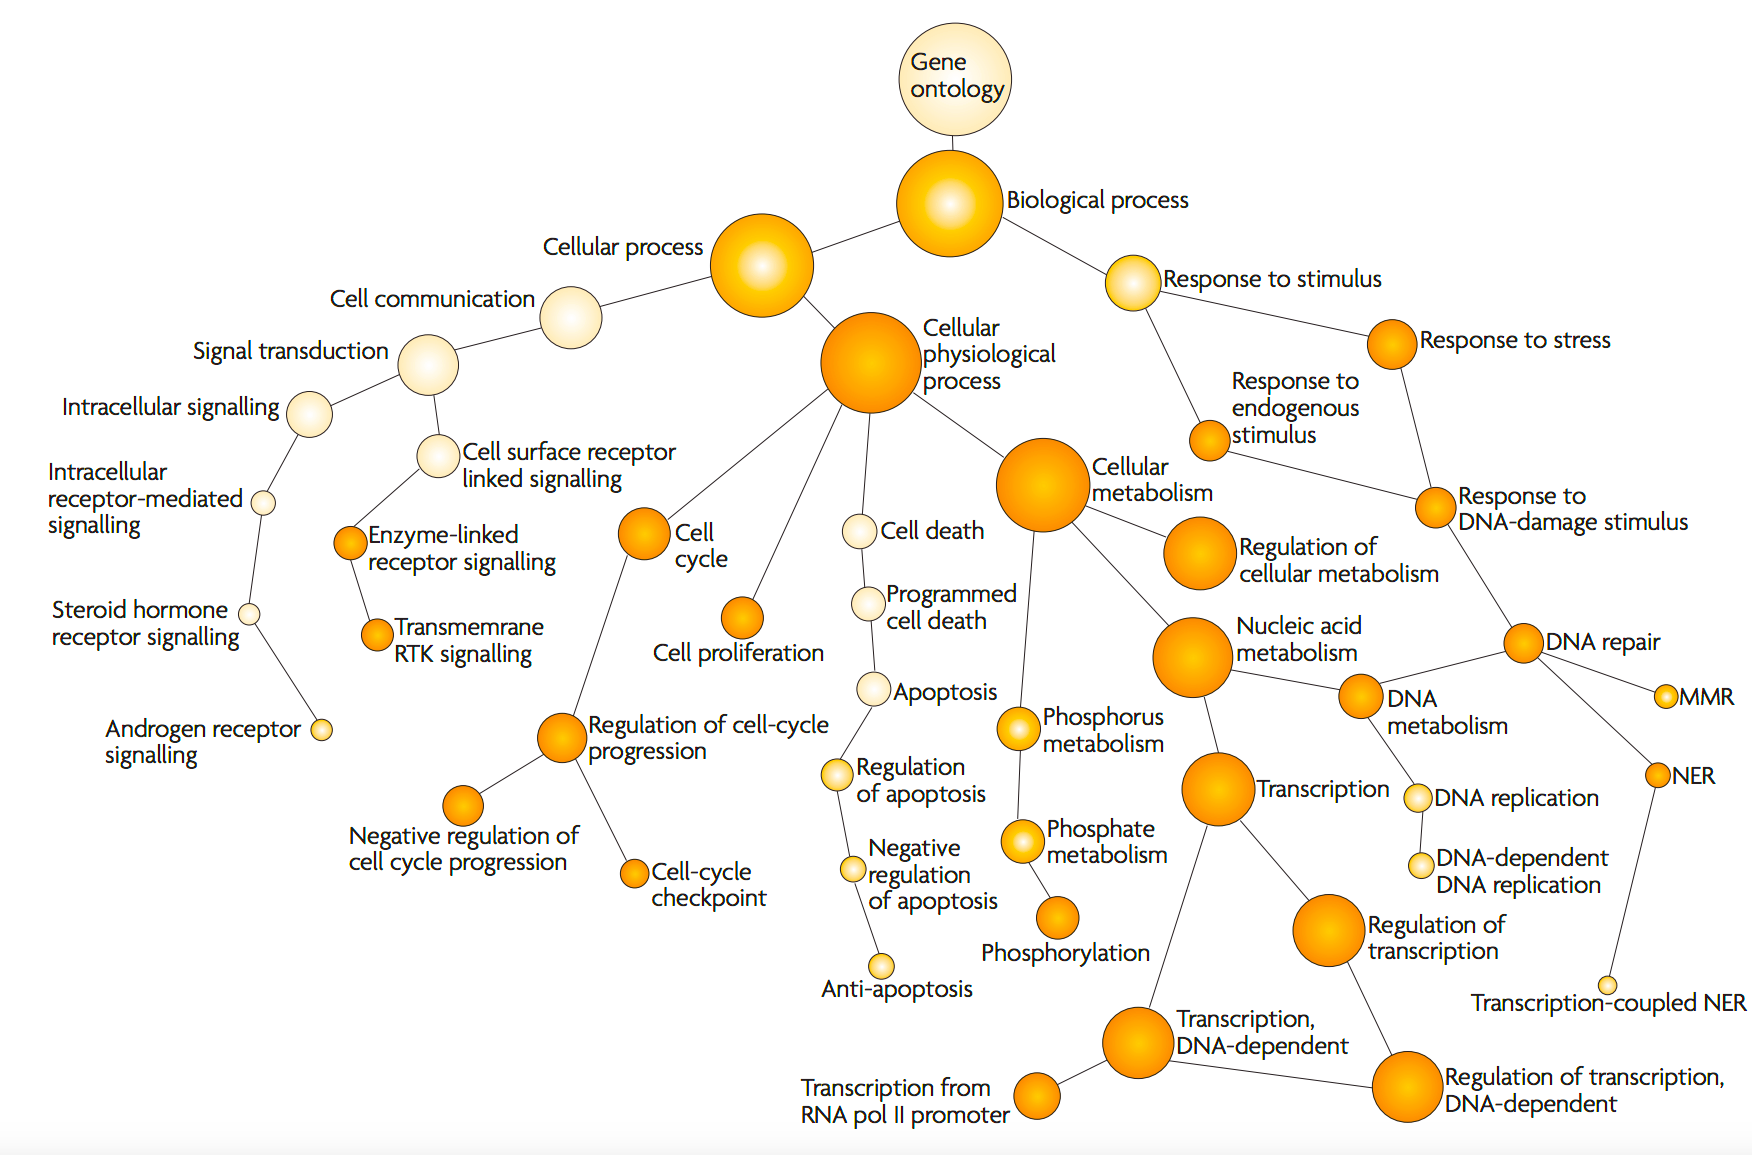 Gene
ontology
Biological process
Cellular process
Response to stimulus
Cell communication
Cellular
physiological
process
Response to stress
Signal transduction
Response to
endogenous
stimulus
Intracellular signalling
Cell surface receptor
linked signalling
Cellular
metabolism
Intracellular
receptor-mediated
signalling
Response to
DNA-damage stimulus
Enzyme-linked
receptor signalling
Cell
cycle
Cell death
Regulation of
cellular metabolism
Programmed
cell death
Steroid hormone
receptor signalling
Transmemrane
RTK signalling
Cell proliferation
Nucleic acid
metabolism
DNA repair
Apoptosis
DNA
metabolism
MMR
Androgen receptor
signalling
Regulation of cell-cycle
progression
Phosphorus
metabolism
Regulation
of apoptosis
Transcription
NER
DNA replication
Negative regulation of
cell cycle progression
Cell-cycle
checkpoint
Negative
regulation
of apoptosis
Phosphate
metabolism
DNA-dependent
DNA replication
Phosphorylation
Regulation of
transcription
Anti-apoptosis
Transcription-coupled NER
Transcription,
DNA-dependent
Transcription from
RNA pol II promoter
Regulation of transcription,
DNA-dependent